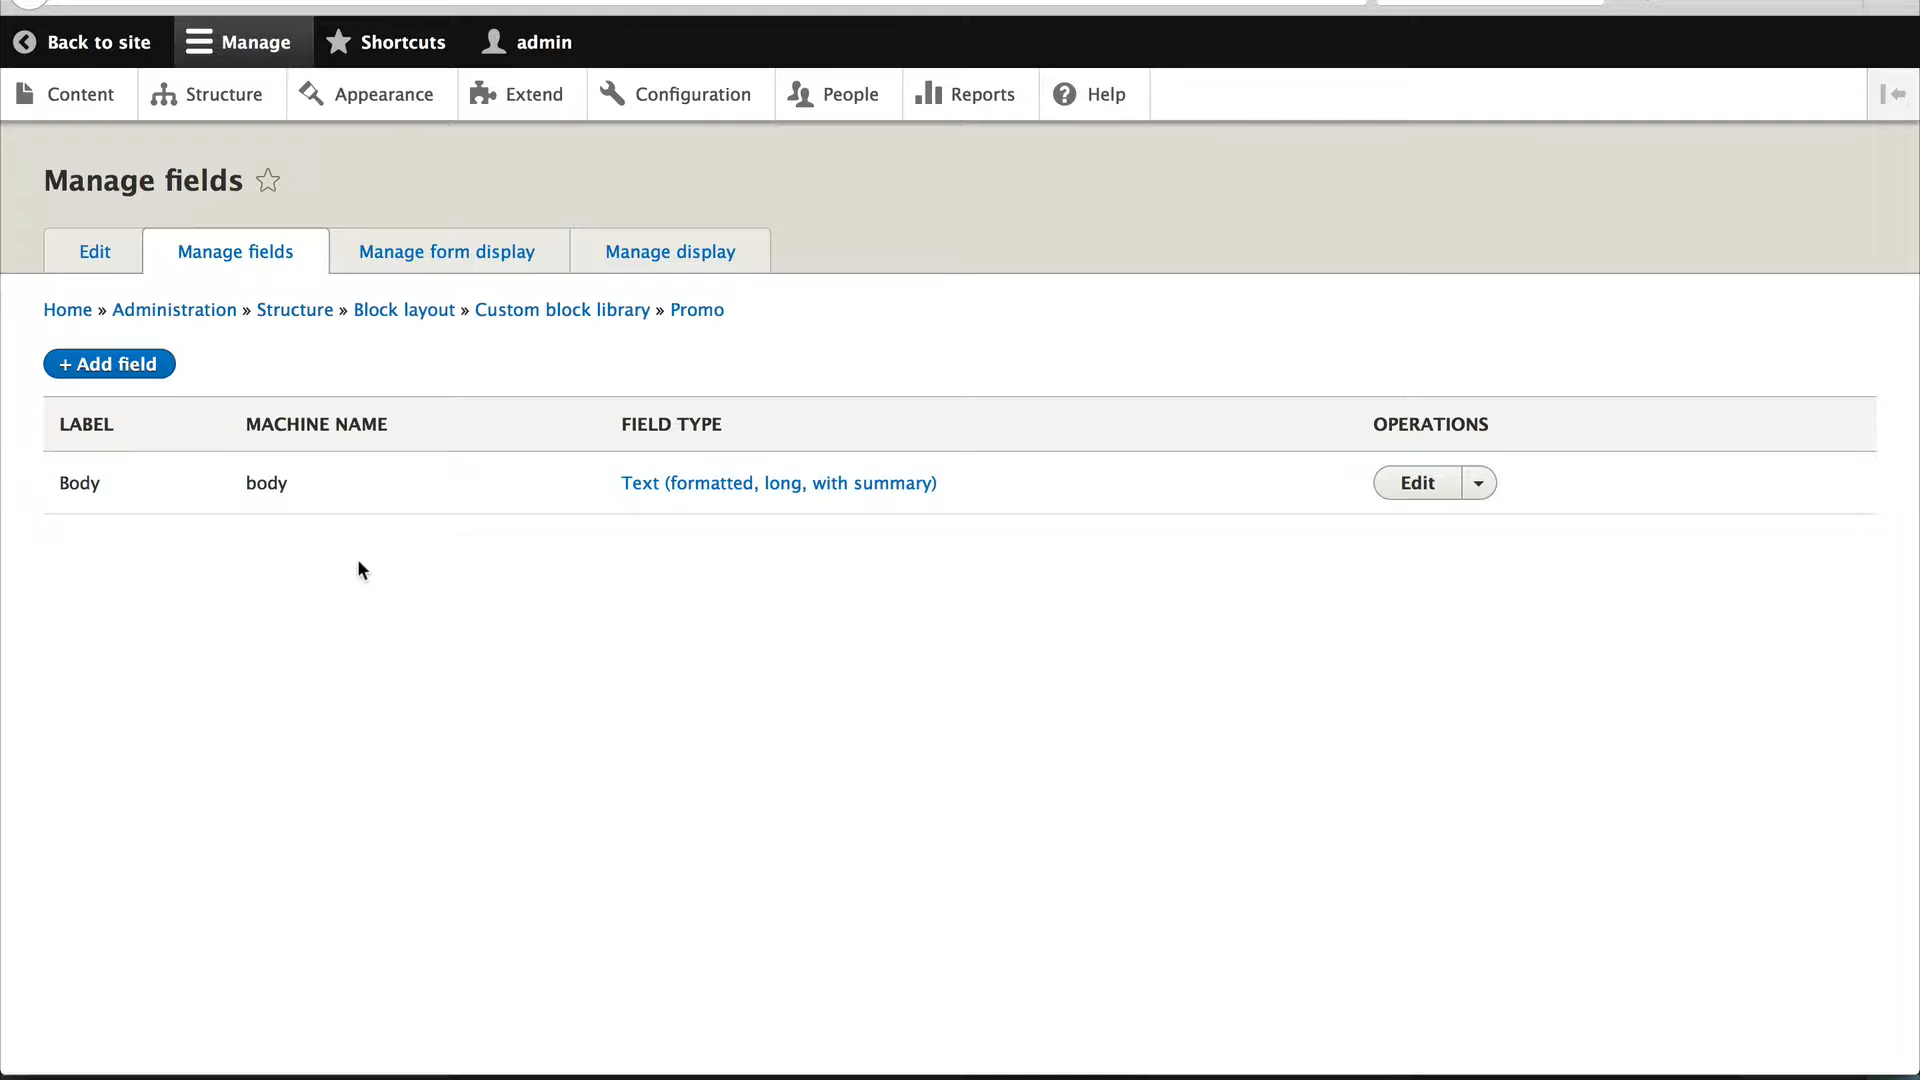 Back to site Manage Shortcuts admin
Content Structure Appearance Extend Configuration People Reports Help
Manage fields
Edit Manage fields Manage form display Manage display
Home » Administration » Structure » Block layout » Custom block library » Promo
+ Add field
LABEL MACHINE NAME FIELD TYPE OPERATIONS
Body body Text (formatted, long, with summary) Edit